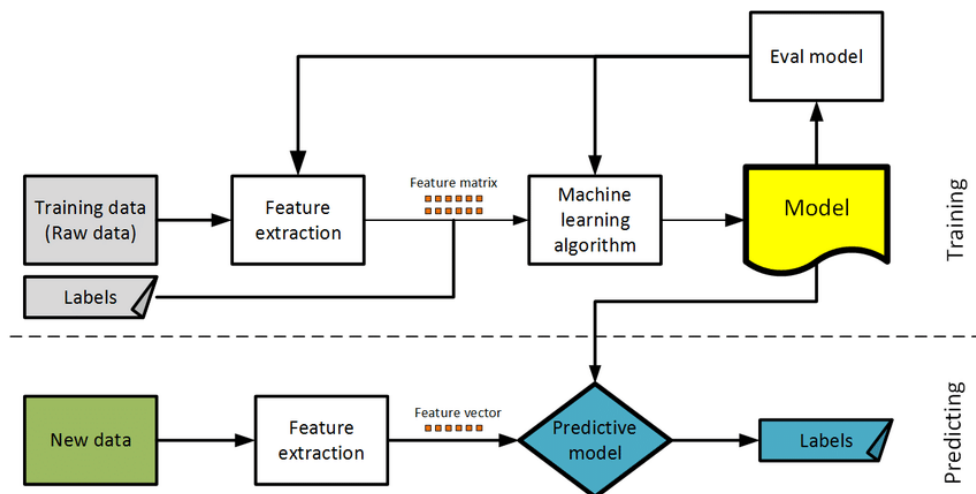 Eval model
Training data
(Raw data)
Feature
extraction
Feature matrix
Machine
learning
algorithm
Model
Training
Labels
New data
Feature
extraction
Feature vector
Predictive
model
Labels
Predicting